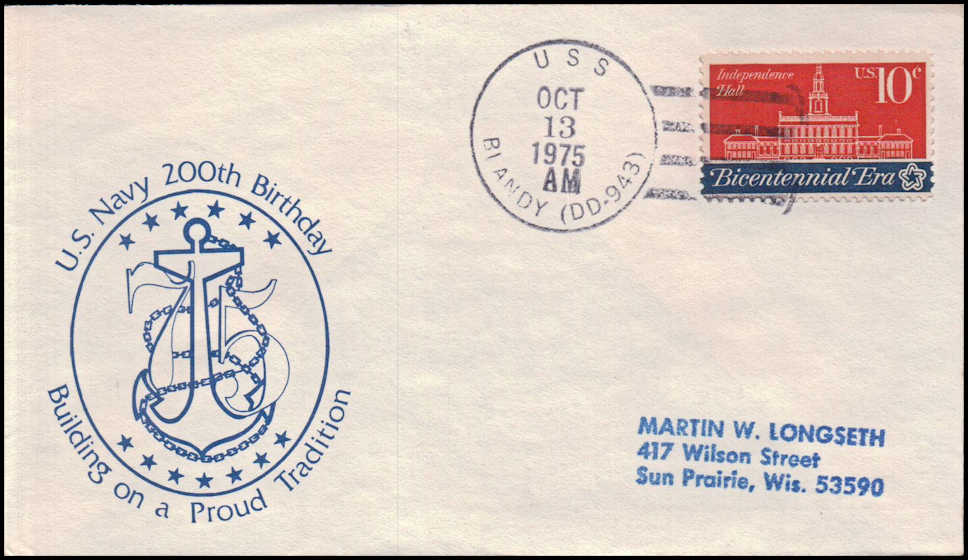 USS
OCT
13
1975
AM
BLANDY (DD-943)
Independence
Hall
U.S. 10c
Bicentennial Era
U.S. Navy 200th Birthday
75
Building on a Proud Tradition
MARTIN W. LONGSETH
417 Wilson Street
Sun Prairie, Wis. 53590